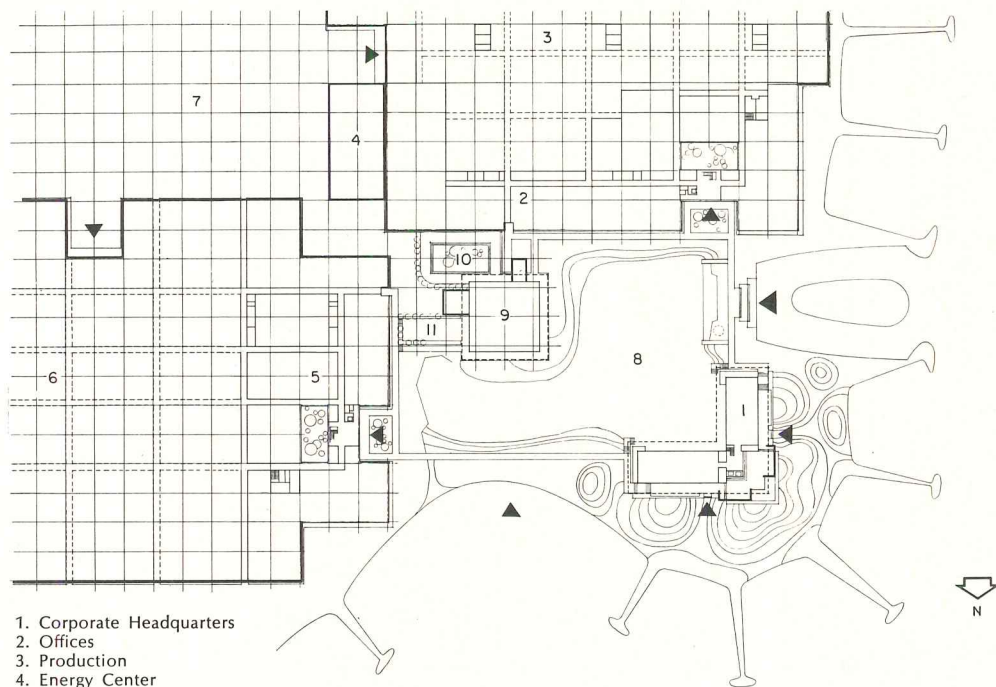 3
7
4
2
10
9
11
8
6
5
1
N
1. Corporate Headquarters
2. Offices
3. Production
4. Energy Center